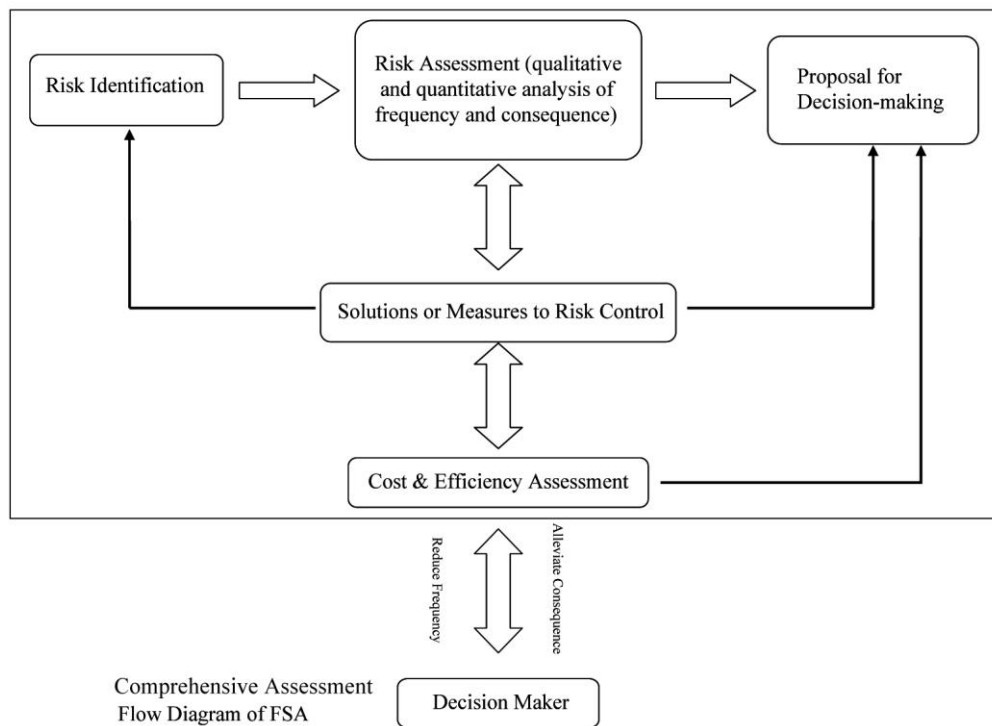 Risk Identification
Risk Assessment (qualitative
and quantitative analysis of
frequency and consequence)
Proposal for
Decision-making
Solutions or Measures to Risk Control
Cost & Efficiency Assessment
Reduce Frequency
Alleviate Consequence
Comprehensive Assessment
Flow Diagram of FSA
Decision Maker